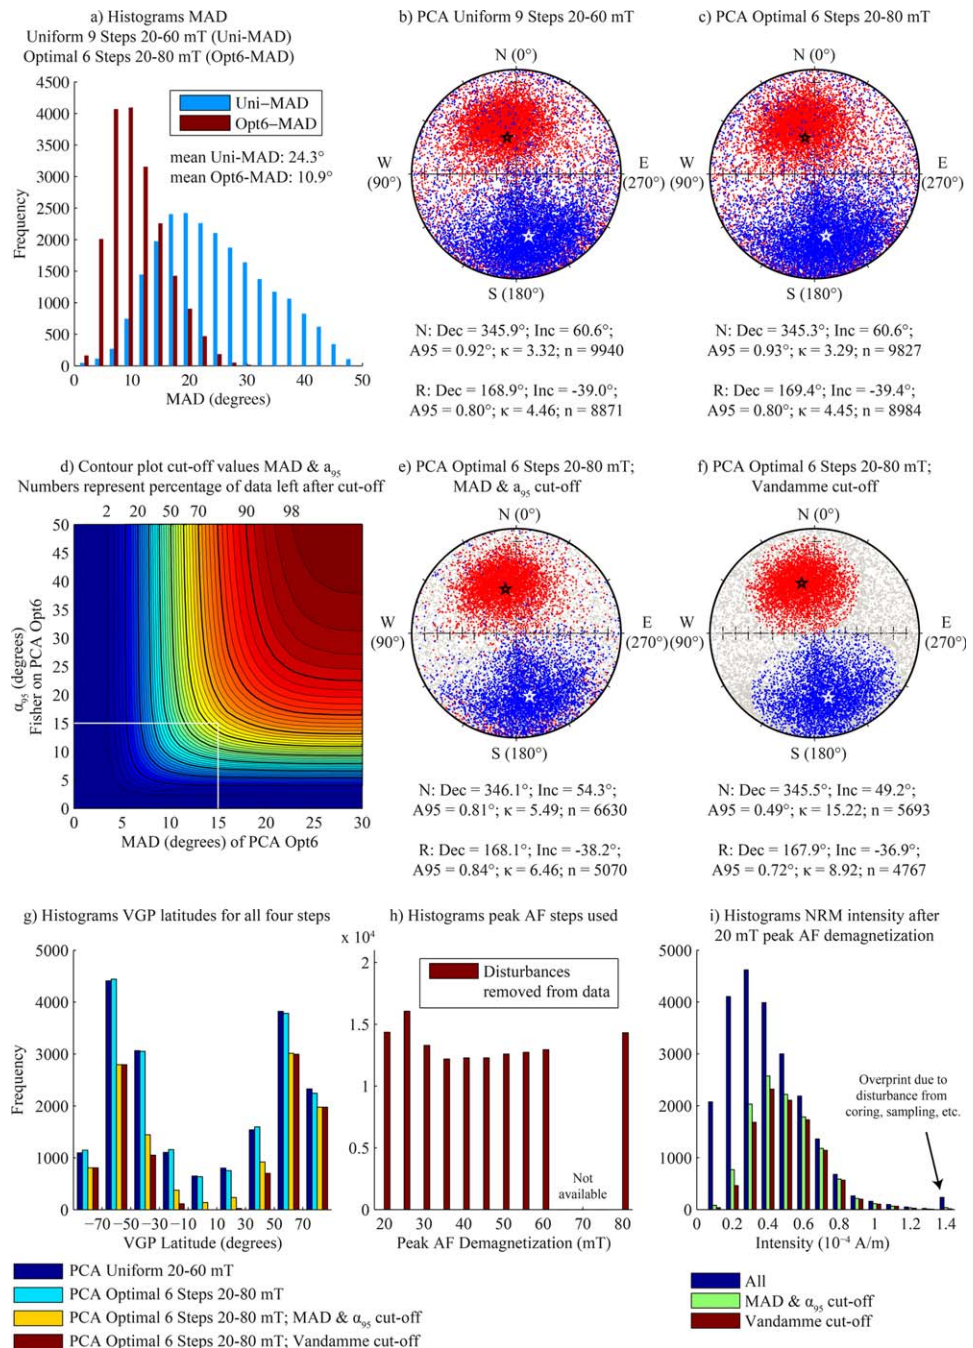 a) Histograms MAD
Uniform 9 Steps 20-60 mT (Uni-MAD)
Optimal 6 Steps 20-80 mT (Opt6-MAD)
4500
4000
3500
3000
2500
2000
1500
1000
500
0
Frequency
Uni-MAD
Opt6-MAD
mean Uni-MAD: 24.3°
mean Opt6-MAD: 10.9°
0 10 20 30 40 50
MAD (degrees)
b) PCA Uniform 9 Steps 20-60 mT
N (0°)
W
(90°)
E
(270°)
S (180°)
N: Dec = 345.9°; Inc = 60.6°;
A95 = 0.92°; κ = 3.32; n = 9940
R: Dec = 168.9°; Inc = -39.0°;
A95 = 0.80°; κ = 4.46; n = 8871
c) PCA Optimal 6 Steps 20-80 mT
N (0°)
W
(90°)
E
(270°)
S (180°)
N: Dec = 345.3°; Inc = 60.6°;
A95 = 0.93°; κ = 3.29; n = 9827
R: Dec = 169.4°; Inc = -39.4°;
A95 = 0.80°; κ = 4.45; n = 8984
d) Contour plot cut-off values MAD & a95
Numbers represent percentage of data left after cut-off
2 20 50 70 90 98
50
45
40
35
30
25
20
15
10
5
0
α95 (degrees)
Fisher on PCA Opt6
0 5 10 15 20 25 30
MAD (degrees) of PCA Opt6
e) PCA Optimal 6 Steps 20-80 mT;
MAD & a95 cut-off
N (0°)
W
(90°)
E
(270°)
S (180°)
N: Dec = 346.1°; Inc = 54.3°;
A95 = 0.81°; κ = 5.49; n = 6630
R: Dec = 168.1°; Inc = -38.2°;
A95 = 0.84°; κ = 6.46; n = 5070
f) PCA Optimal 6 Steps 20-80 mT;
Vandamme cut-off
N (0°)
W
(90°)
E
(270°)
S (180°)
N: Dec = 345.5°; Inc = 49.2°;
A95 = 0.49°; κ = 15.22; n = 5693
R: Dec = 167.9°; Inc = -36.9°;
A95 = 0.72°; κ = 8.92; n = 4767
g) Histograms VGP latitudes for all four steps
5000
4000
3000
2000
1000
0
Frequency
−70 −50 −30 −10 10 30 50 70
VGP Latitude (degrees)
PCA Uniform 20-60 mT
PCA Optimal 6 Steps 20-80 mT
PCA Optimal 6 Steps 20-80 mT; MAD & α95 cut-off
PCA Optimal 6 Steps 20-80 mT; Vandamme cut-off
h) Histograms peak AF steps used
x 10⁴
2
1.5
1
0.5
0
Disturbances
removed from data
Not
available
20 30 40 50 60 70 80
Peak AF Demagnetization (mT)
i) Histograms NRM intensity after
20 mT peak AF demagnetization
5000
4000
3000
2000
1000
0
Overprint due to
disturbance from
coring, sampling, etc.
0 0.2 0.4 0.6 0.8 1 1.2 1.4
Intensity (10⁻⁴ A/m)
All
MAD & α95 cut-off
Vandamme cut-off